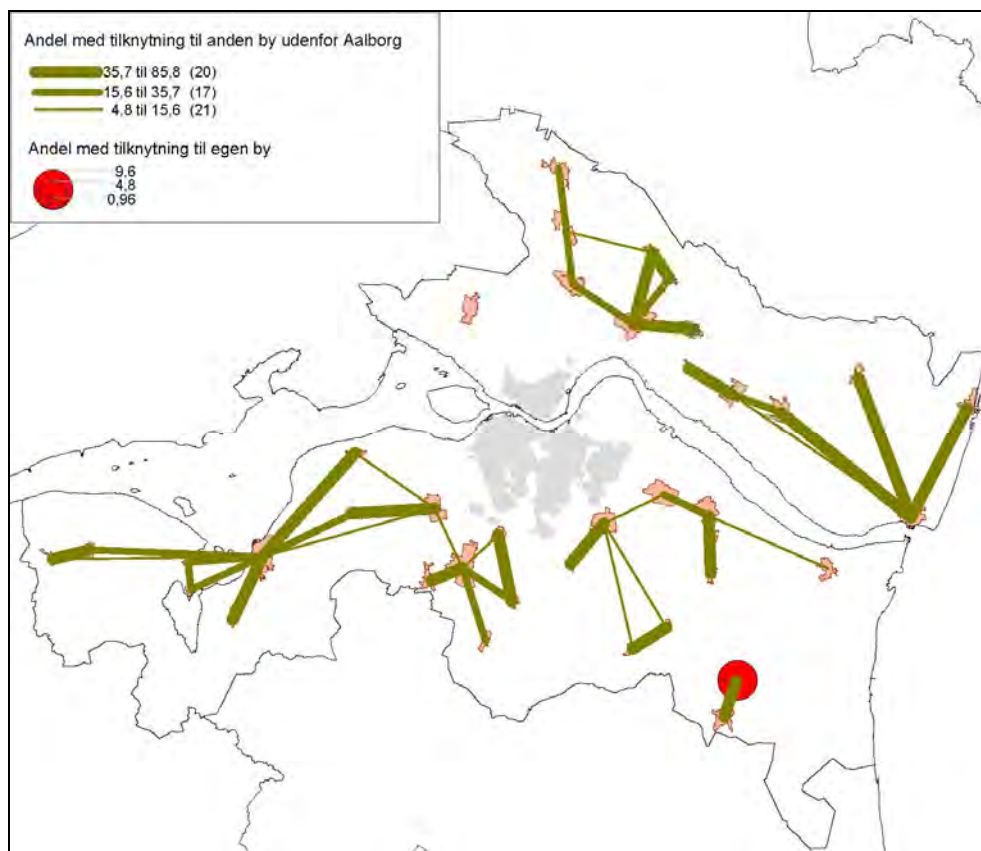 Andel med tilknytning til anden by udenfor Aalborg
35,7 til 85,8 (20)
15,6 til 35,7 (17)
4,8 til 15,6 (21)
Andel med tilknytning til egen by
9,6
4,8
0,96